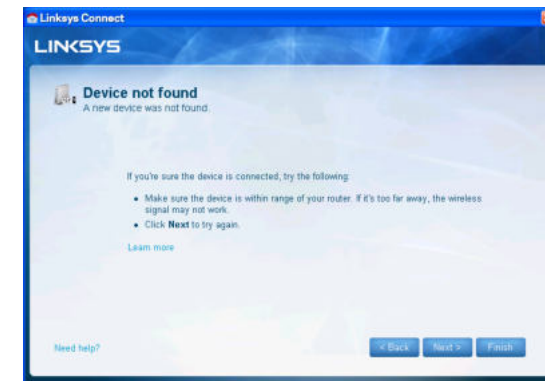 Linksys Connect
LINKSYS
Device not found
A new device was not found.
If you're sure the device is connected, try the following:
• Make sure the device is within range of your router. If it's too far away, the wireless
signal may not work.
• Click Next to try again.
Learn more
Need help?
< Back Next > Finish